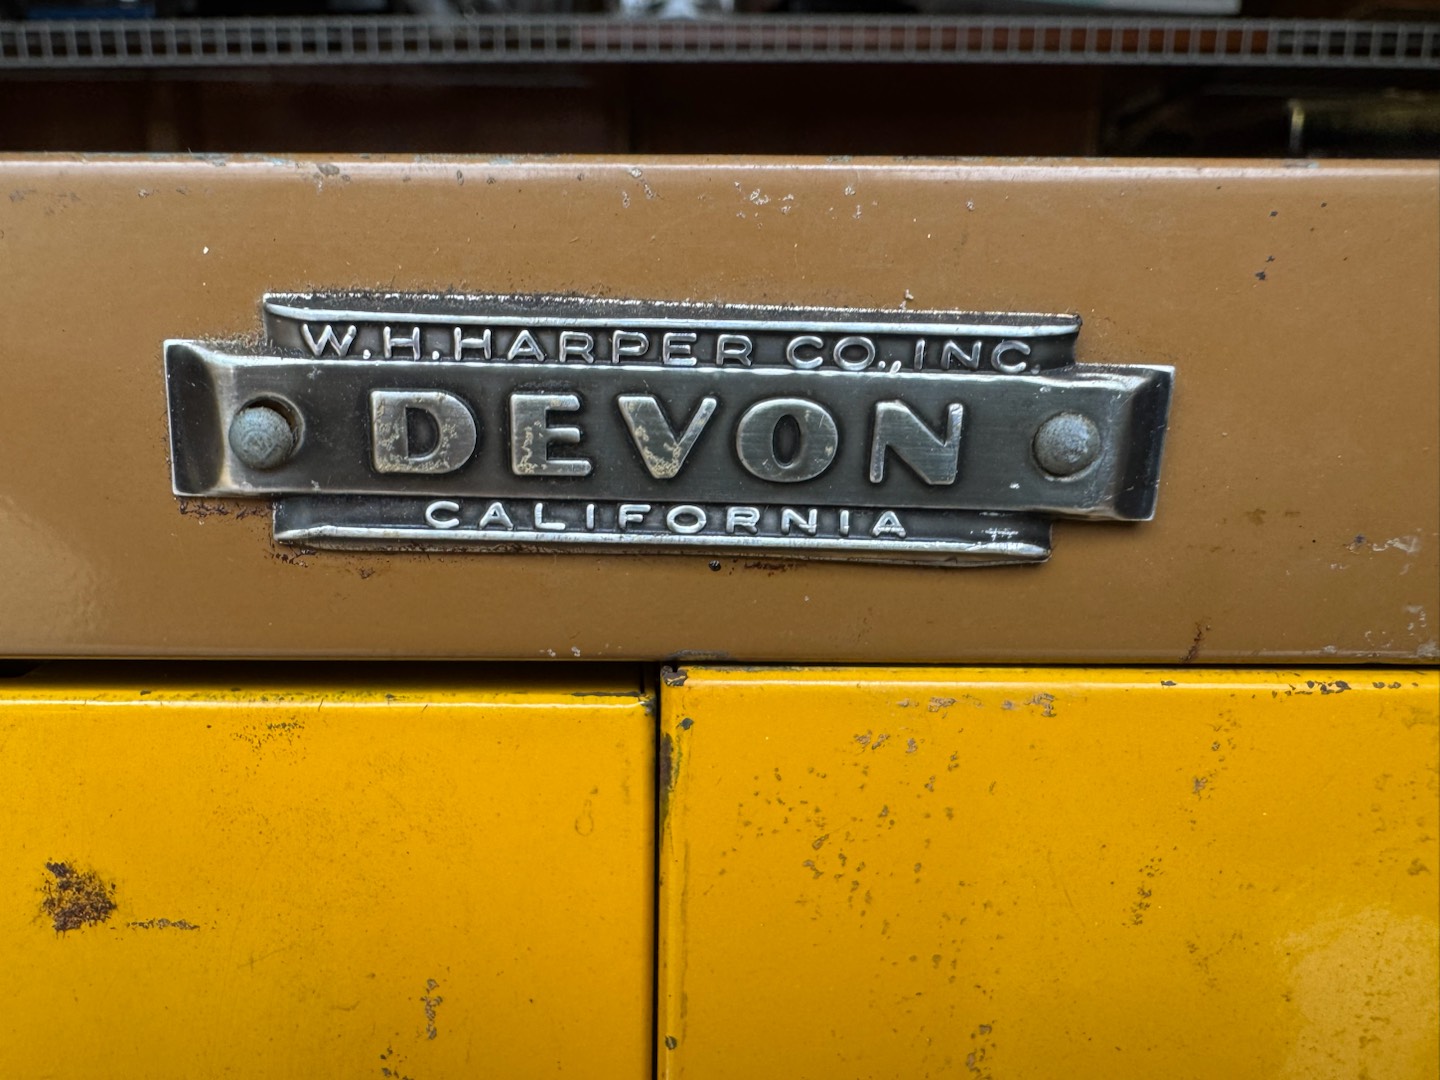 W.H.HARPER CO., INC.
DEVON
CALIFORNIA